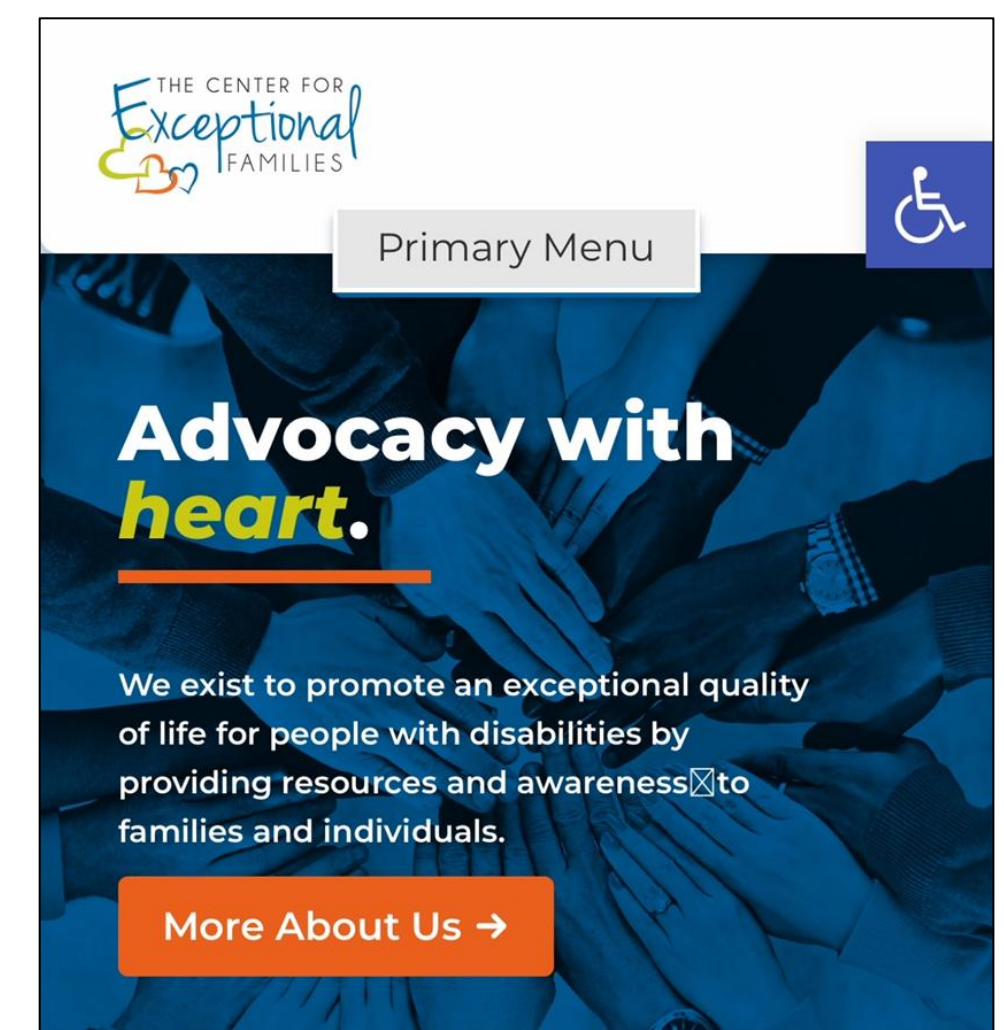 THE CENTER FOR
Exceptional
FAMILIES
Primary Menu
Advocacy with
heart.
We exist to promote an exceptional quality
of life for people with disabilities by
providing resources and awareness☒to
families and individuals.
More About Us →